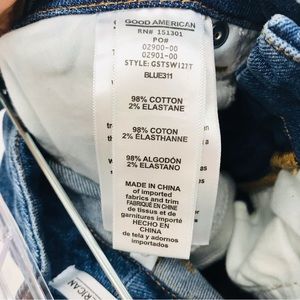 GOOD AMERICAN
RN# 151301
PO#
02900-00
02901-00
STYLE: GSTSW127T
BLUE311
98% COTTON
2% ELASTANE
98% COTON
2% ÉLASTHANNE
98% ALGODÓN
2% ELASTANO
MADE IN CHINA
of imported
fabrics and trim
FABRIQUÉ EN CHINE
de tissus et de
garnitures importés
HECHO EN
CHINA
de tela y adornos
importados
ERICAN